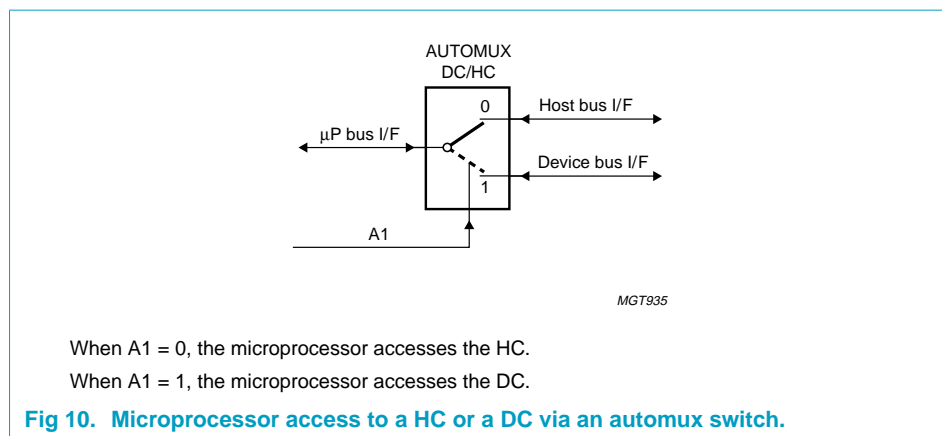 AUTOMUX
DC/HC
0
Host bus I/F
μP bus I/F
Device bus I/F
1
A1
MGT935
When A1 = 0, the microprocessor accesses the HC.
When A1 = 1, the microprocessor accesses the DC.
Fig 10. Microprocessor access to a HC or a DC via an automux switch.